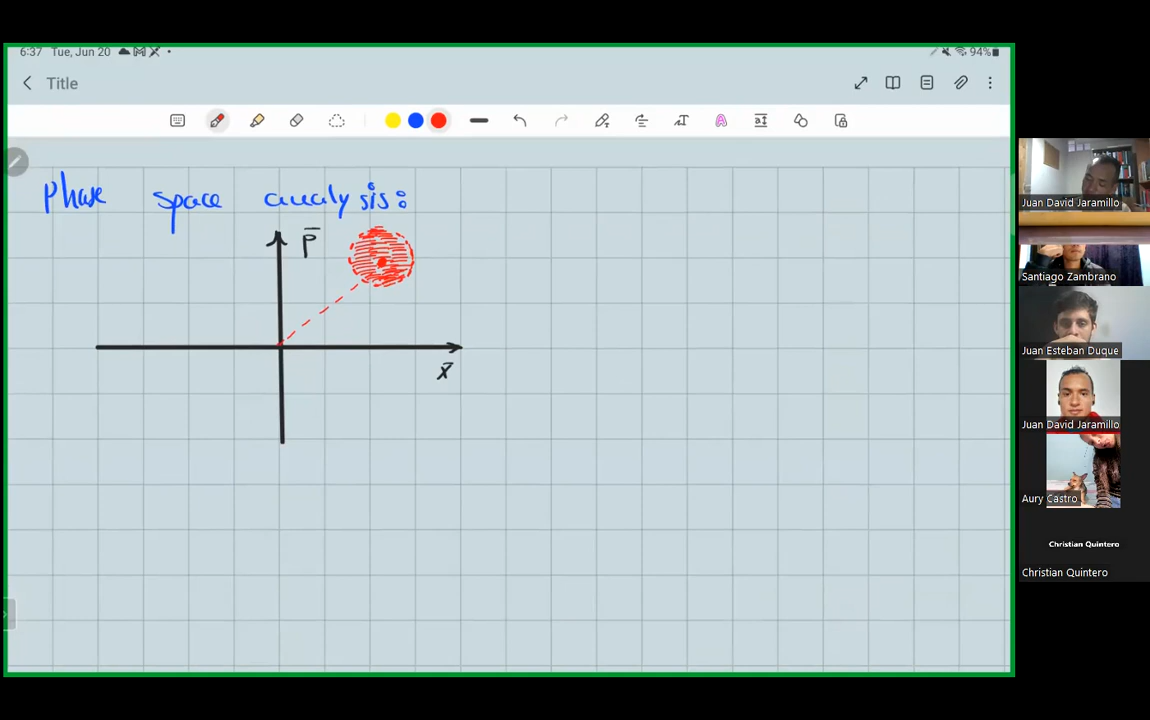 6:37 Tue, Jun 20 94%
Title
Phase space analysis:
P̄
x̄
Juan David Jaramillo
Santiago Zambrano
Juan Esteban Duque
Juan David Jaramillo
Aury Castro
Christian Quintero
Christian Quintero